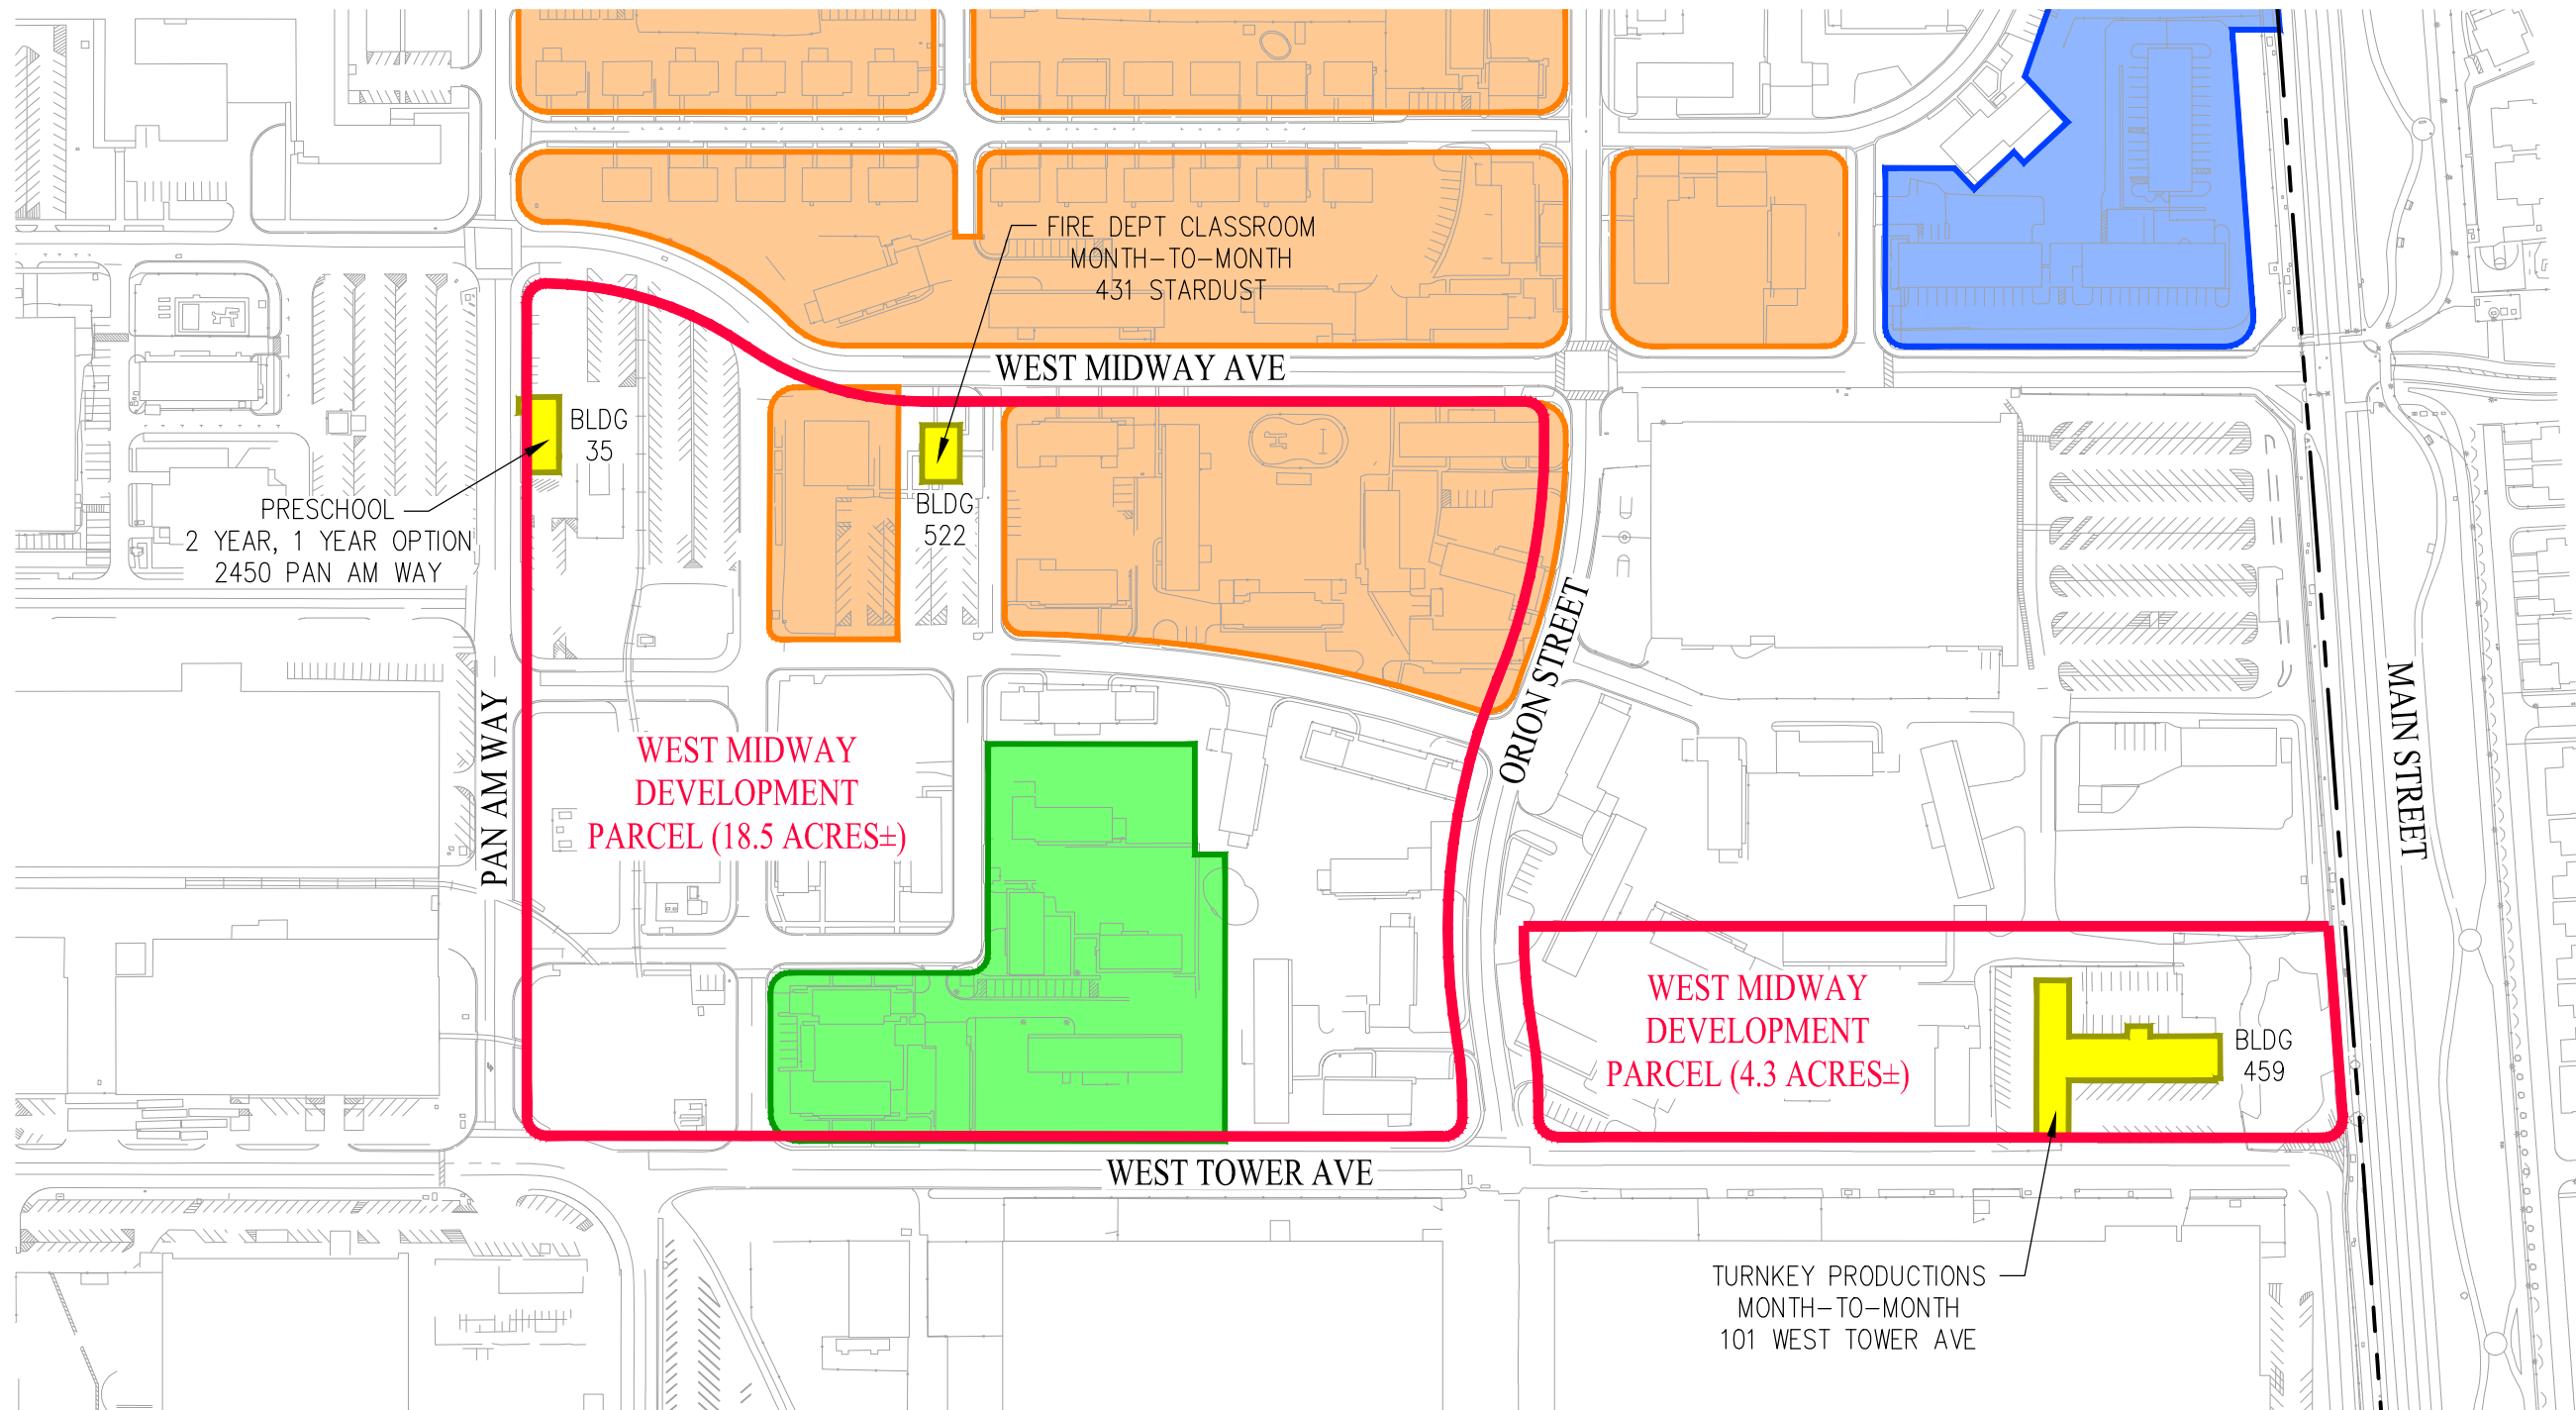 FIRE DEPT CLASSROOM
MONTH-TO-MONTH
431 STARDUST
WEST MIDWAY AVE
BLDG
35
PRESCHOOL
2 YEAR, 1 YEAR OPTION
2450 PAN AM WAY
BLDG
522
ORION STREET
MAIN STREET
PAN AM WAY
WEST MIDWAY
DEVELOPMENT
PARCEL (18.5 ACRES±)
WEST MIDWAY
DEVELOPMENT
PARCEL (4.3 ACRES±)
BLDG
459
WEST TOWER AVE
TURNKEY PRODUCTIONS
MONTH-TO-MONTH
101 WEST TOWER AVE